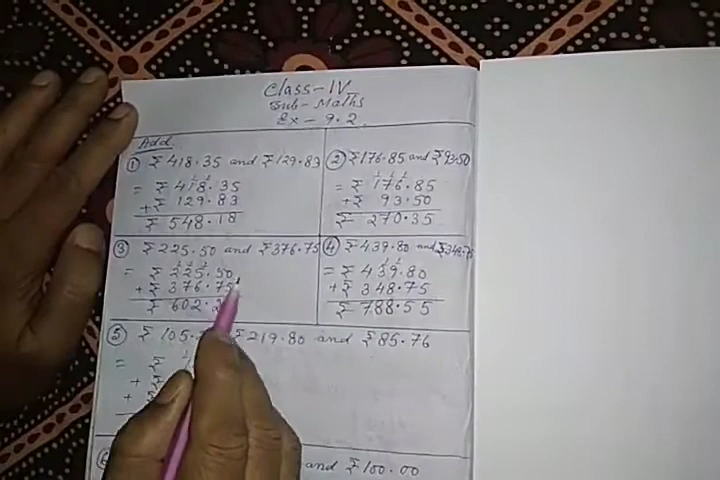 Class-IV
Sub-Maths
Ex-9.2
Add.
① ₹418.35 and ₹129.83
= ₹ 418.35
+ ₹ 129.83
₹ 548.18
② ₹176.85 and ₹93.50
= ₹ 176.85
+ ₹ 93.50
₹ 270.35
③ ₹225.50 and ₹376.75
= ₹ 225.50
+ ₹ 376.75
₹ 602.2
④ ₹439.80 and ₹348.75
= ₹ 439.80
+ ₹ 348.75
₹ 788.55
⑤ ₹105. ₹219.80 and ₹85.76
= ₹
+ ₹
+
and ₹100.00